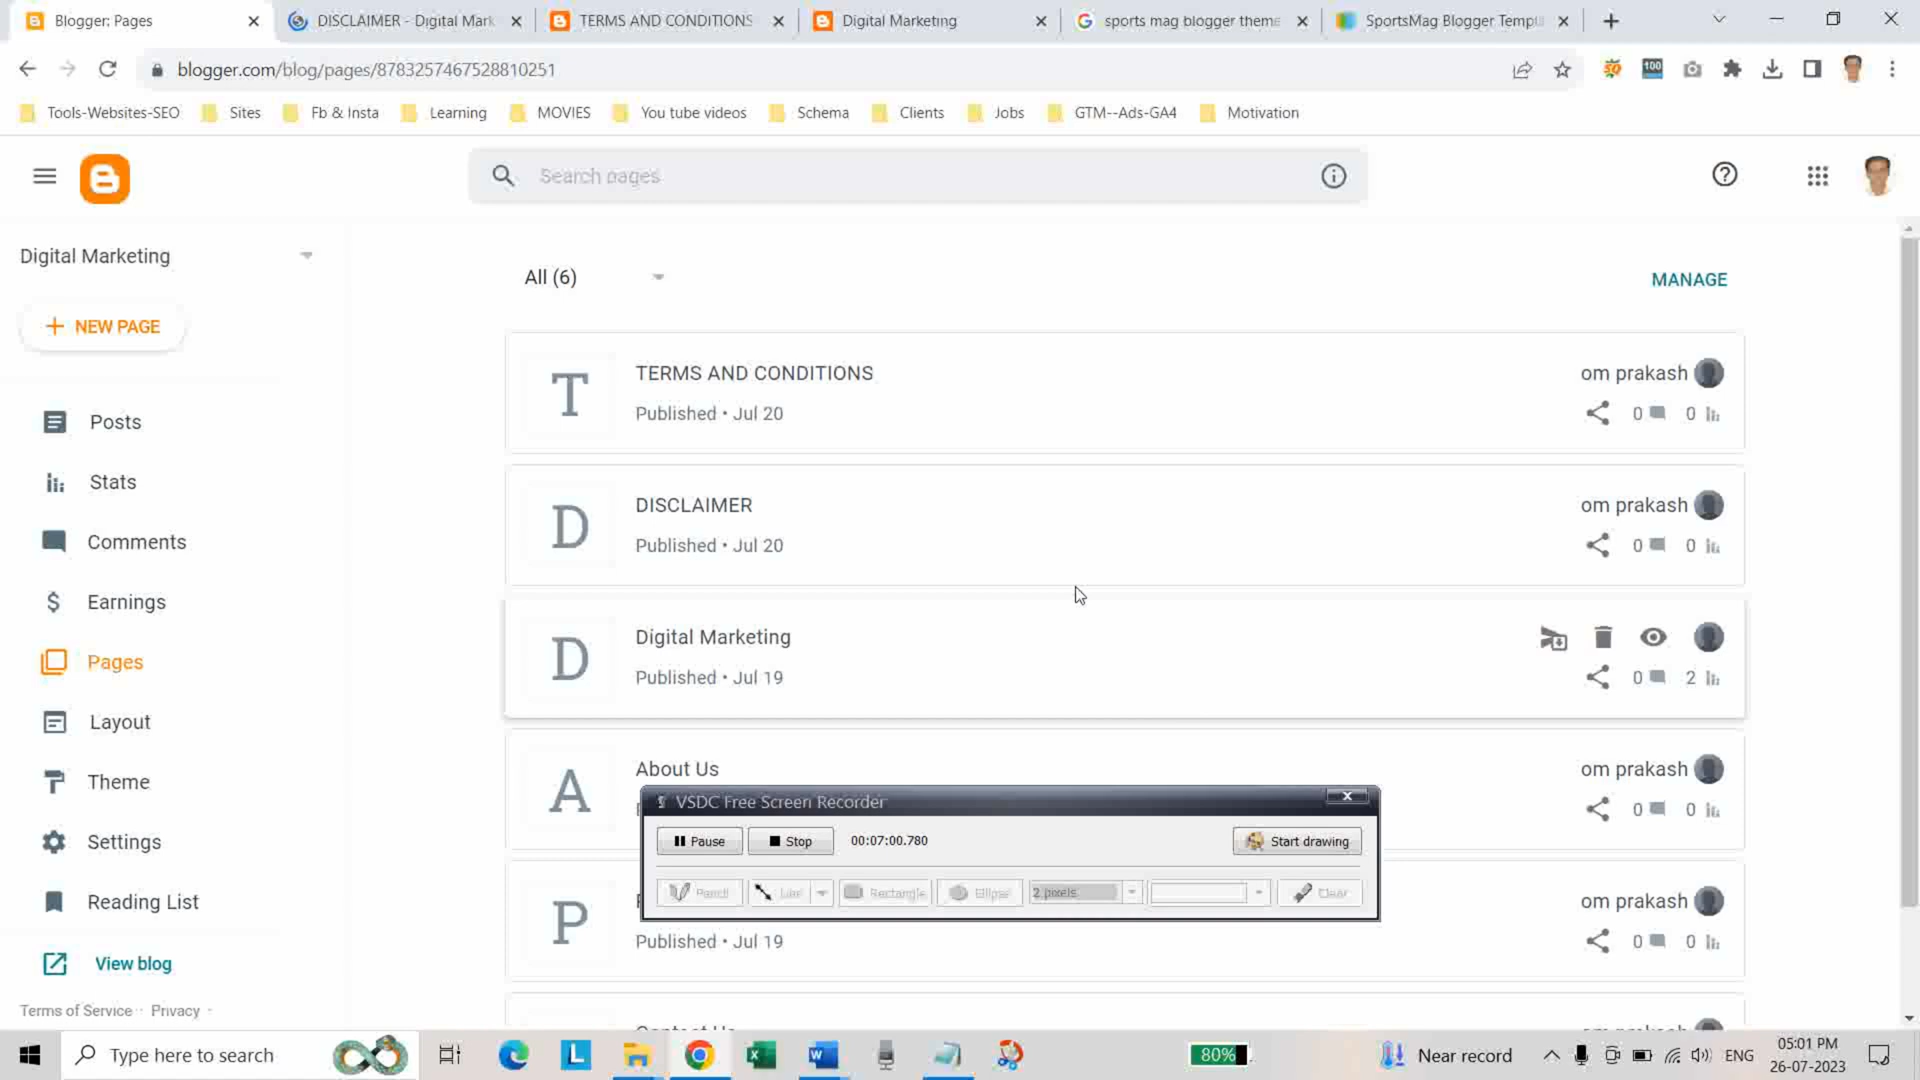 Blogger: Pages
DISCLAIMER - Digital Mark
TERMS AND CONDITIONS
Digital Marketing
sports mag blogger theme
SportsMag Blogger Templ
blogger.com/blog/pages/8783257467528810251
100
Tools-Websites-SEO
Sites
Fb & Insta
Learning
MOVIES
You tube videos
Schema
Clients
Jobs
GTM--Ads-GA4
Motivation
Search pages
Digital Marketing
All (6)
MANAGE
+ NEW PAGE
T
TERMS AND CONDITIONS
om prakash
Published • Jul 20
0
0
Posts
Stats
D
DISCLAIMER
om prakash
Published • Jul 20
0
0
Comments
Earnings
D
Digital Marketing
Published • Jul 19
0
2
Pages
Layout
A
About Us
om prakash
0
0
Theme
VSDC Free Screen Recorder
Pause
Stop
00:07:00.780
Start drawing
Settings
Pencil
Line
Rectangle
Ellipse
2 pixels
Clear
Reading List
P
om prakash
Published • Jul 19
0
0
View blog
Terms of Service · Privacy ·
Contact Us
om prakash
Type here to search
80%
Near record
ENG
05:01 PM
26-07-2023